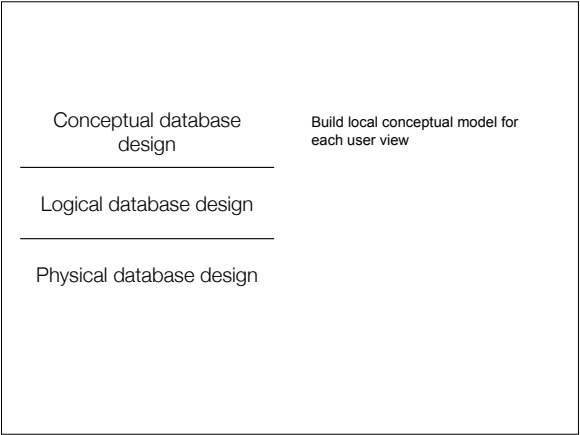 Conceptual database
design
Build local conceptual model for
each user view
Logical database design
Physical database design